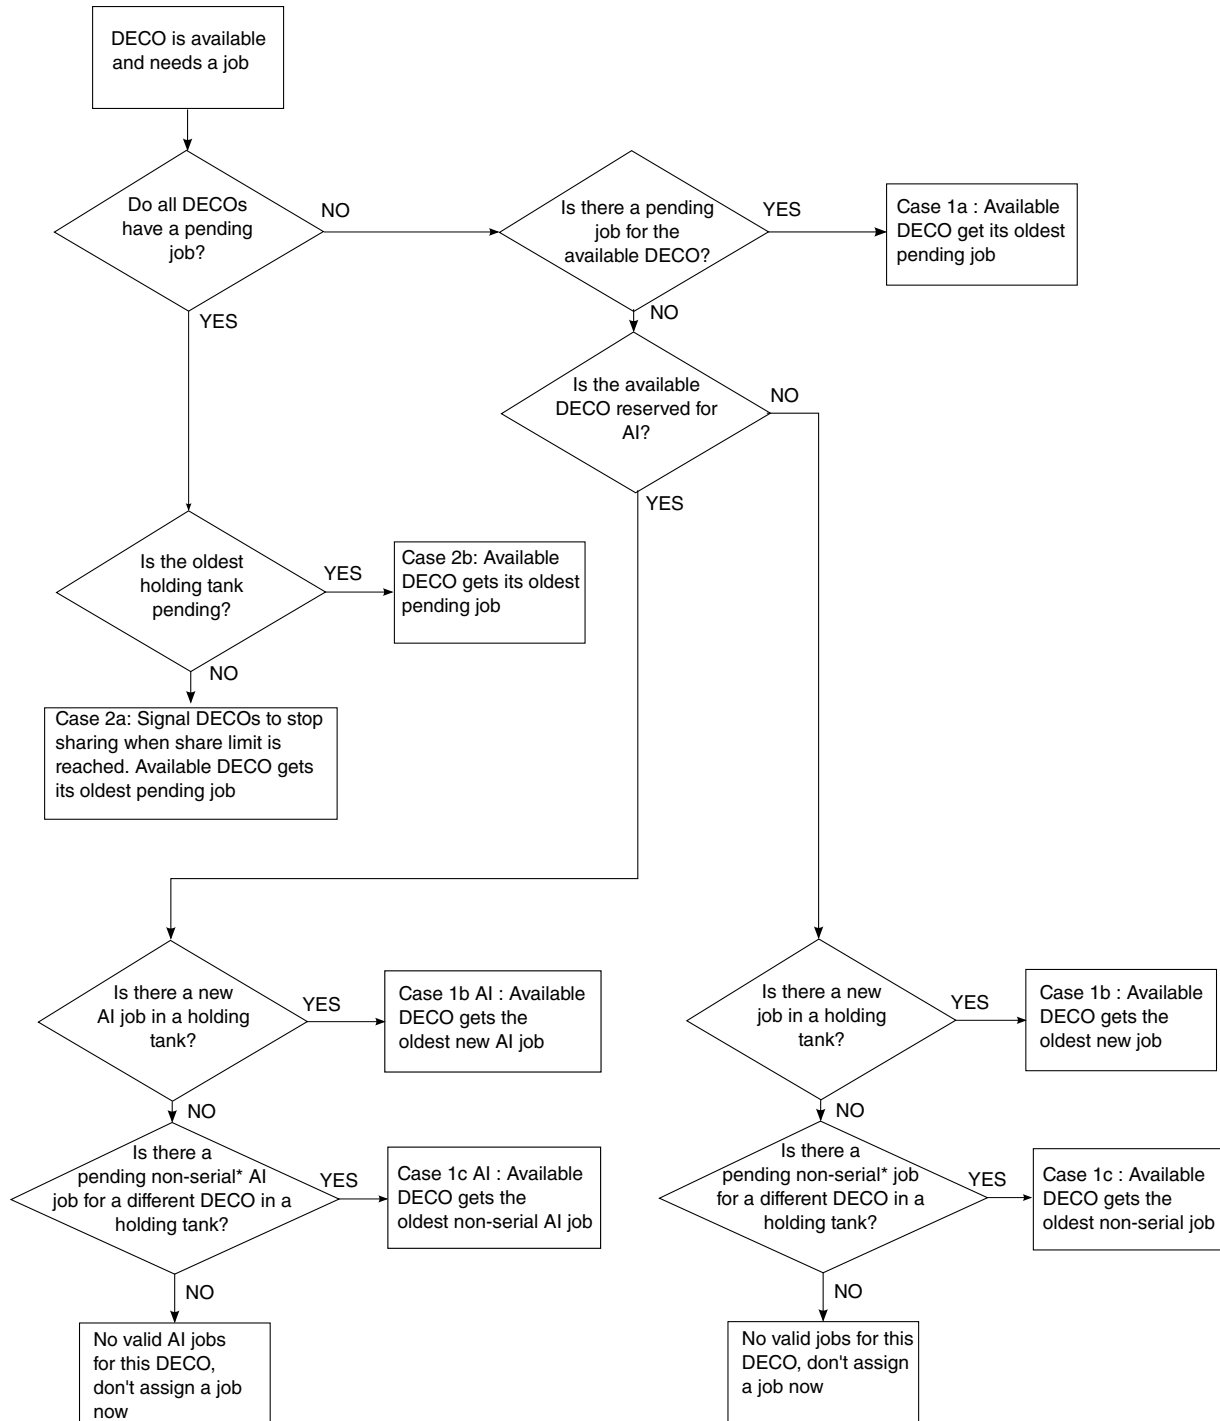 DECO is available
and needs a job
Do all DECOs
have a pending
job?
NO
Is there a pending
job for the
available DECO?
YES
Case 1a : Available
DECO get its oldest
pending job
YES
NO
Is the available
DECO reserved for
AI?
NO
YES
Is the oldest
holding tank
pending?
YES
Case 2b: Available
DECO gets its oldest
pending job
NO
Case 2a: Signal DECOs to stop
sharing when share limit is
reached. Available DECO gets
its oldest pending job
Is there a new
AI job in a holding
tank?
YES
Case 1b AI : Available
DECO gets the
oldest new AI job
NO
Is there a
pending non-serial* AI
job for a different DECO in a
holding tank?
YES
Case 1c AI : Available
DECO gets the
oldest non-serial AI job
NO
No valid AI jobs
for this DECO,
don't assign a job
now
Is there a new
job in a holding
tank?
YES
Case 1b : Available
DECO gets the
oldest new job
NO
Is there a
pending non-serial* job
for a different DECO in a
holding tank?
YES
Case 1c : Available
DECO gets the
oldest non-serial job
NO
No valid jobs for this
DECO, don't assign
a job now